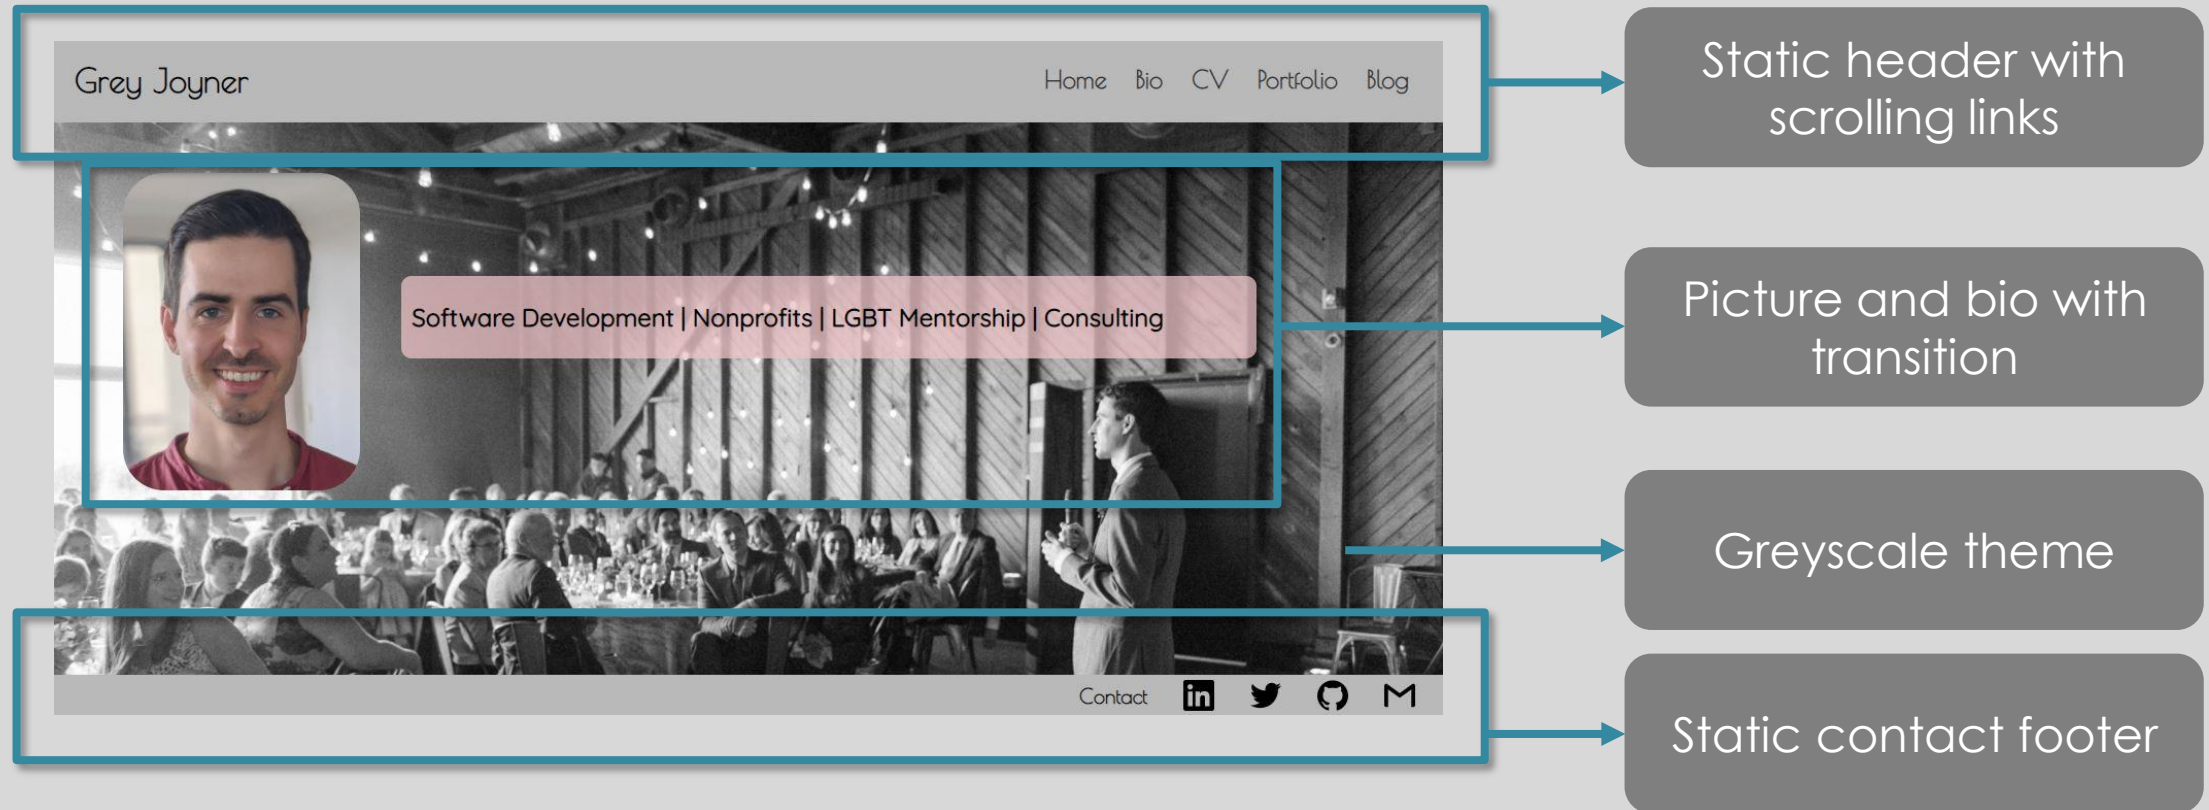 Grey Joyner
Home Bio CV Portfolio Blog
Software Development | Nonprofits | LGBT Mentorship | Consulting
Contact in M
Static header with
scrolling links
Picture and bio with
transition
Greyscale theme
Static contact footer